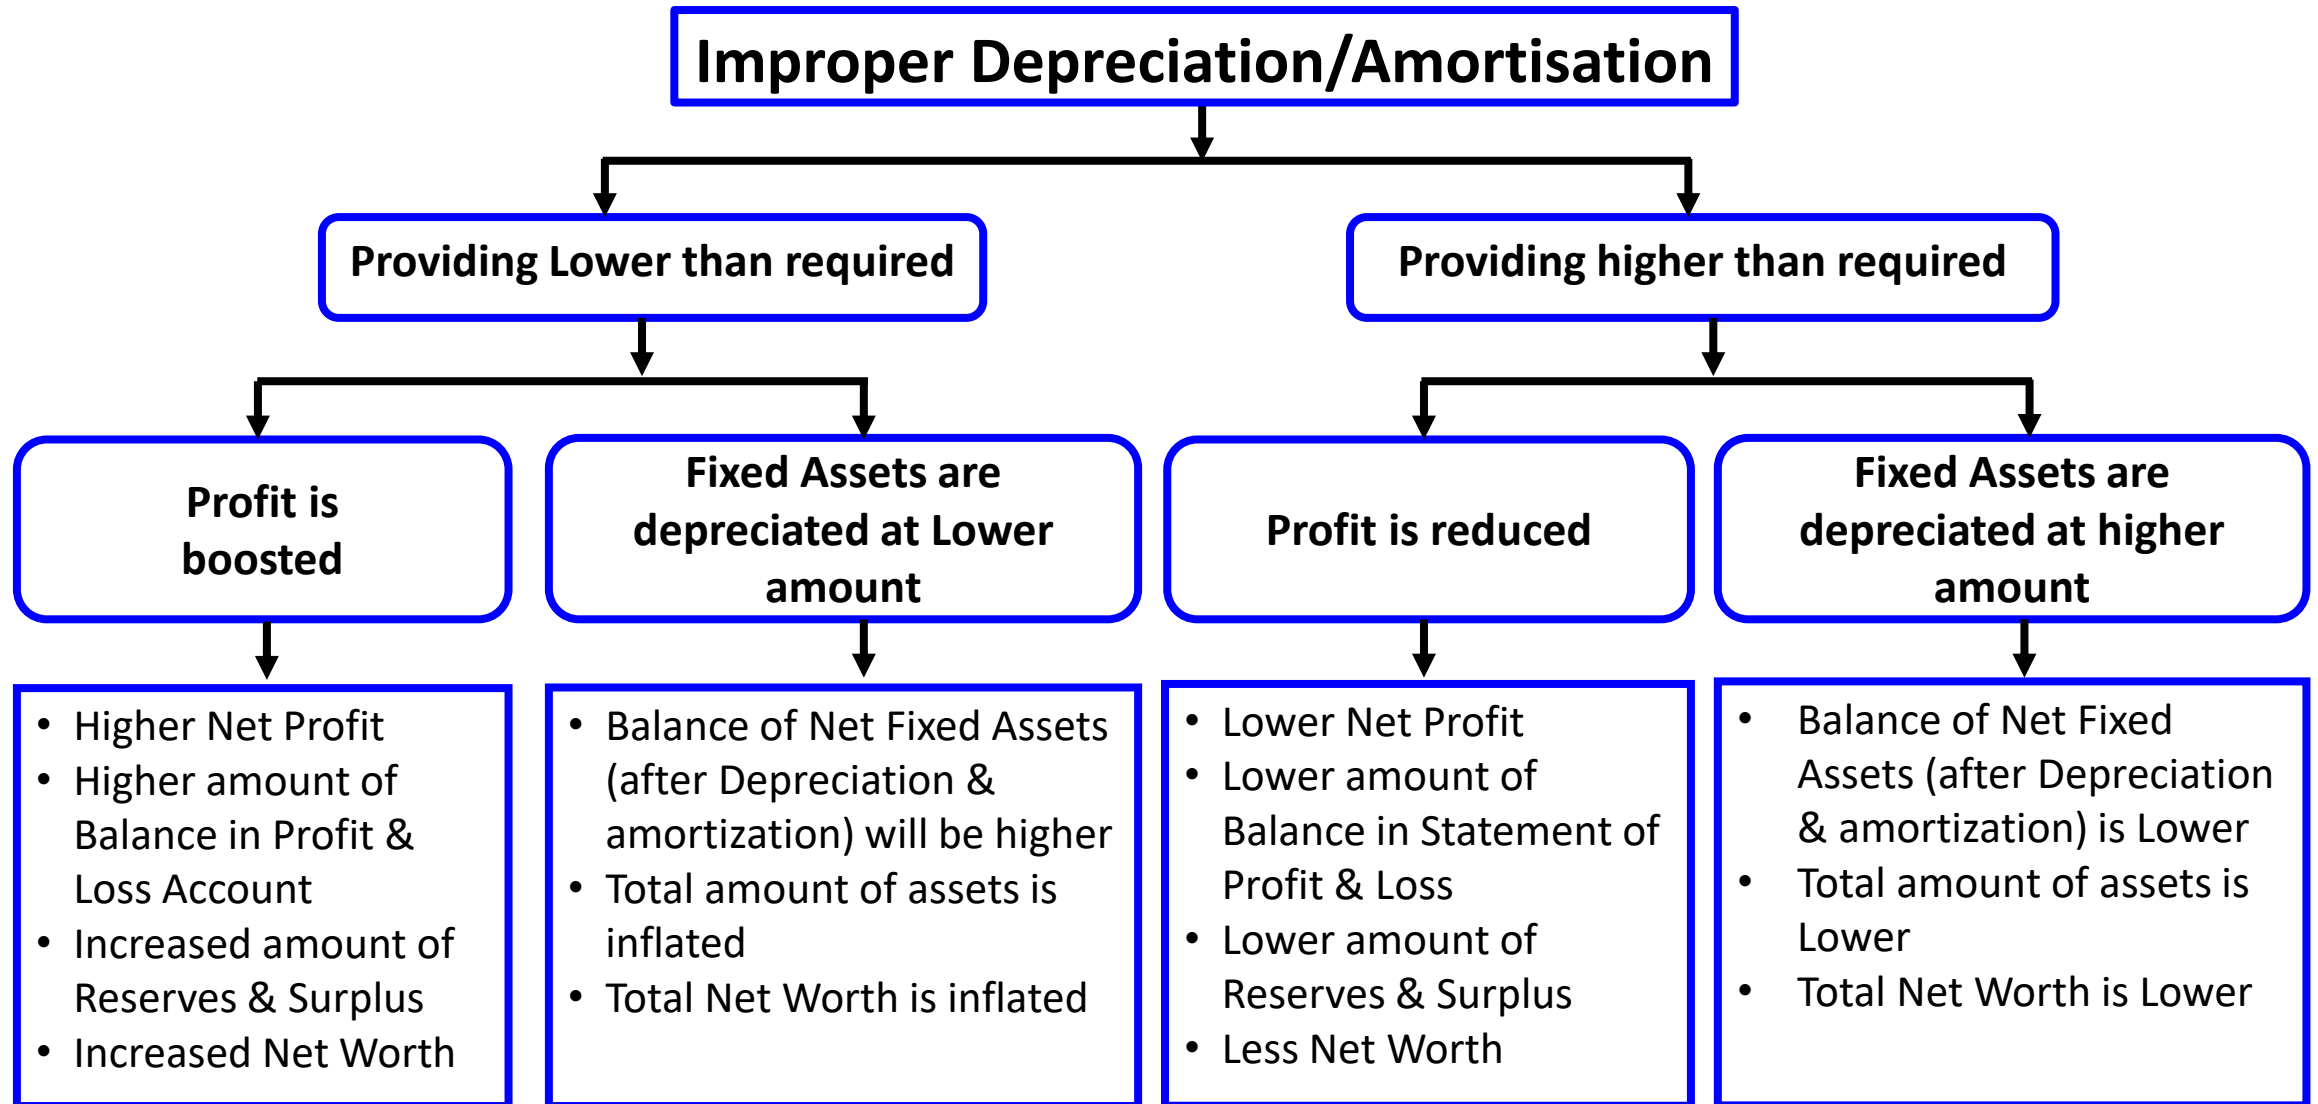 Improper Depreciation/Amortisation
Providing Lower than required
Providing higher than required
Profit is
boosted
Fixed Assets are
depreciated at Lower
amount
Profit is reduced
Fixed Assets are
depreciated at higher
amount
• Higher Net Profit
• Higher amount of
Balance in Profit &
Loss Account
• Increased amount of
Reserves & Surplus
• Increased Net Worth
• Balance of Net Fixed Assets
(after Depreciation &
amortization) will be higher
• Total amount of assets is
inflated
• Total Net Worth is inflated
• Lower Net Profit
• Lower amount of
Balance in Statement of
Profit & Loss
• Lower amount of
Reserves & Surplus
• Less Net Worth
• Balance of Net Fixed
Assets (after Depreciation
& amortization) is Lower
• Total amount of assets is
Lower
• Total Net Worth is Lower